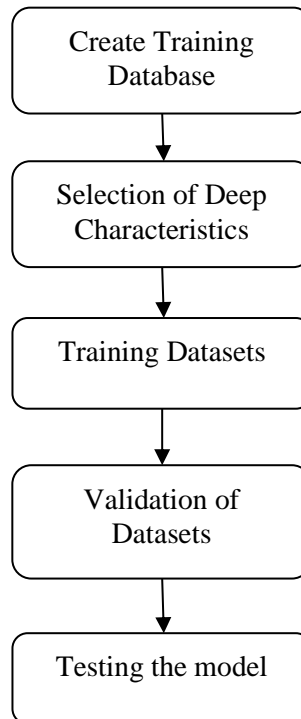 Create Training
Database
Selection of Deep
Characteristics
Training Datasets
Validation of
Datasets
Testing the model